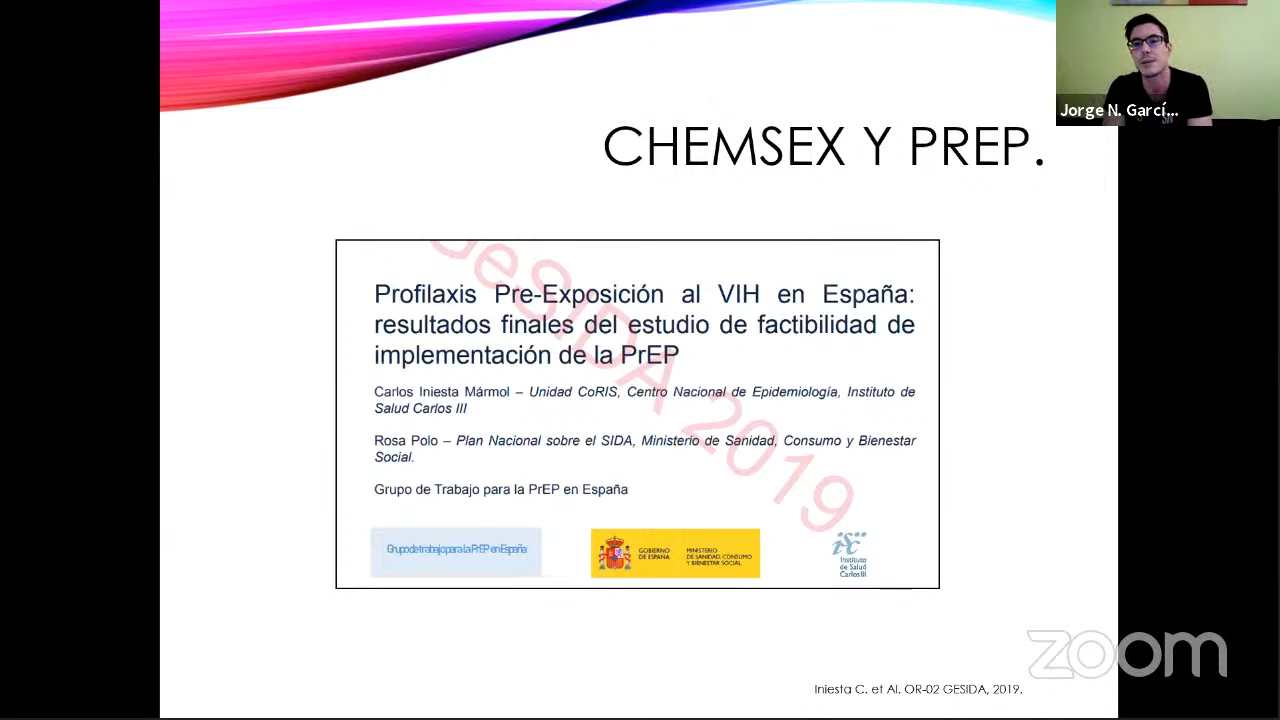 Jorge N. Garcí...
CHEMSEX Y PREP.
GeSIDA 2019
Profilaxis Pre-Exposición al VIH en España:
resultados finales del estudio de factibilidad de
implementación de la PrEP
Carlos Iniesta Mármol – Unidad CoRIS, Centro Nacional de Epidemiología, Instituto de
Salud Carlos III
Rosa Polo – Plan Nacional sobre el SIDA, Ministerio de Sanidad, Consumo y Bienestar
Social.
Grupo de Trabajo para la PrEP en España
Grupo de trabajo para la PrEP en España
GOBIERNO
DE ESPAÑA
MINISTERIO
DE SANIDAD, CONSUMO
Y BIENESTAR SOCIAL
isc
Instituto
de Salud
Carlos III
zoom
Iniesta C. et Al. OR-02 GESIDA, 2019.